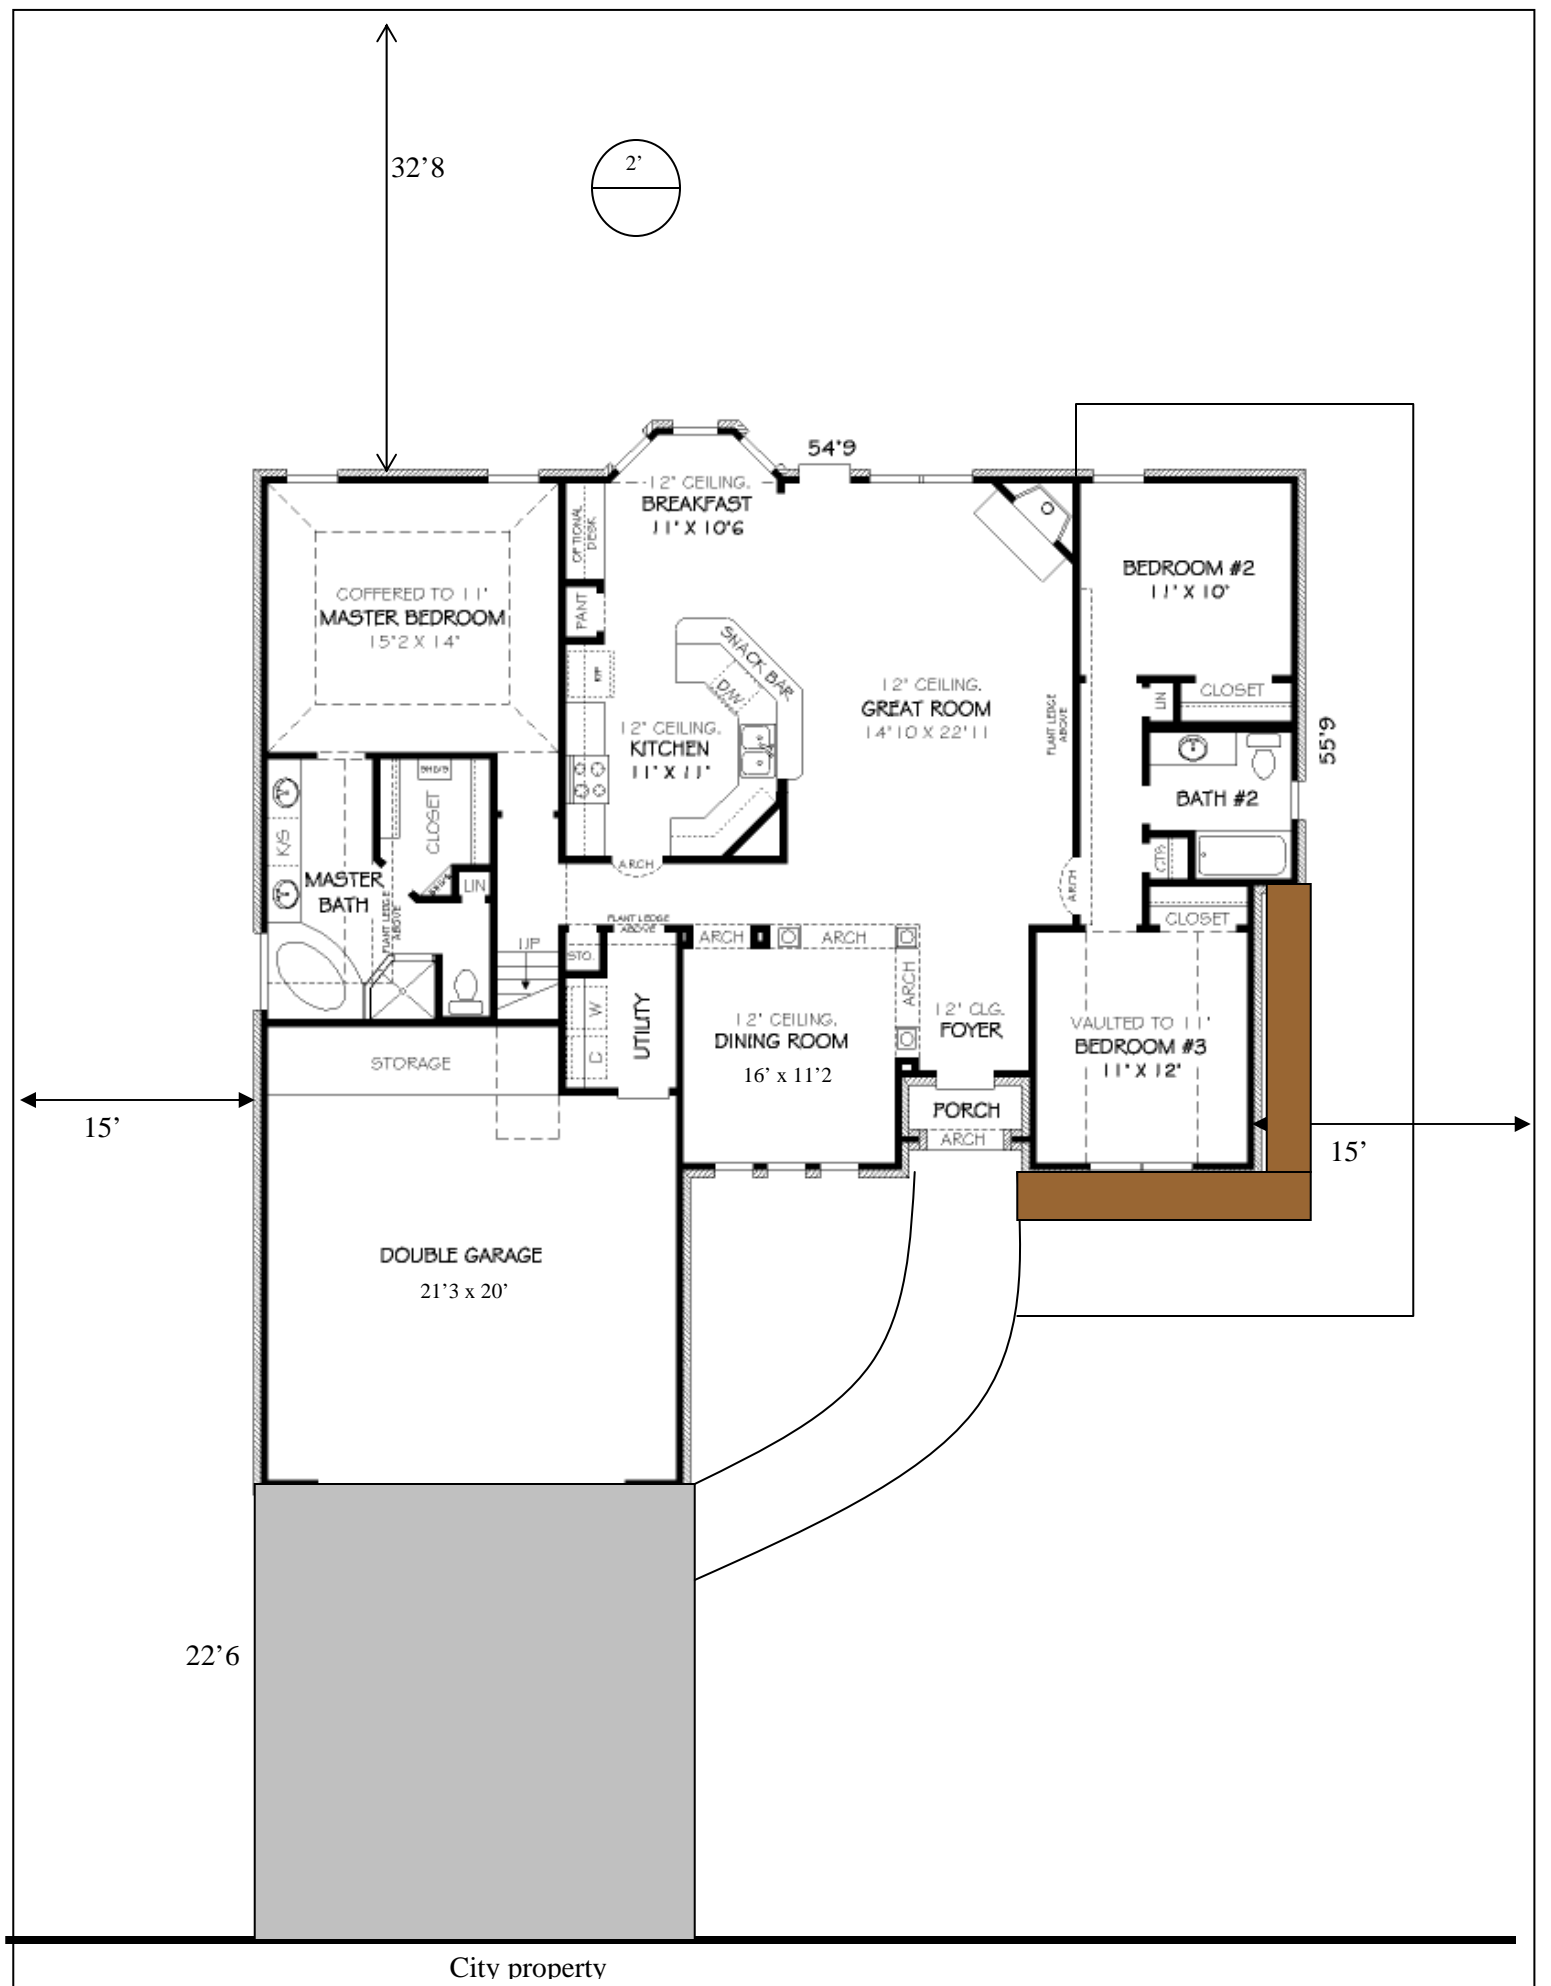 32’8
2’
54'9
12' CEILING.
BREAKFAST
11' X 10'6
OPTIONAL
DESK
COFFERED TO 11'
MASTER BEDROOM
15'2 X 14'
PANT
SNACK BAR
D/W
REF
BEDROOM #2
11' X 10'
LIN
CLOSET
12' CEILING.
GREAT ROOM
14'10 X 22'11
PLANT LEDGE
ABOVE
12' CEILING.
KITCHEN
11' X 11'
55'9
BATH #2
CLOSET
K/S
MASTER
BATH
PLANT LEDGE
ABOVE
LIN
ARCH
ARCH
CLOSET
PLANT LEDGE
ABOVE
ARCH
ARCH
ARCH
UP
STO.
W
D
UTILITY
12' CEILING.
DINING ROOM
16’ x 11’2
12' CLG.
FOYER
VAULTED TO 11'
BEDROOM #3
11' X 12'
STORAGE
PORCH
ARCH
15’
15’
DOUBLE GARAGE
21’3 x 20’
22’6
City property